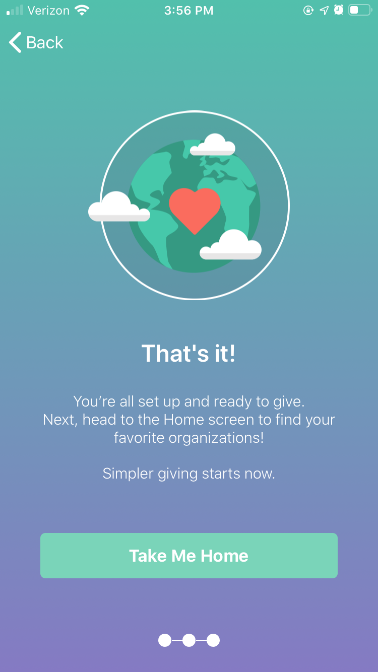 Verizon 3:56 PM
Back
That's it!
You're all set up and ready to give.
Next, head to the Home screen to find your
favorite organizations!
Simpler giving starts now.
Take Me Home